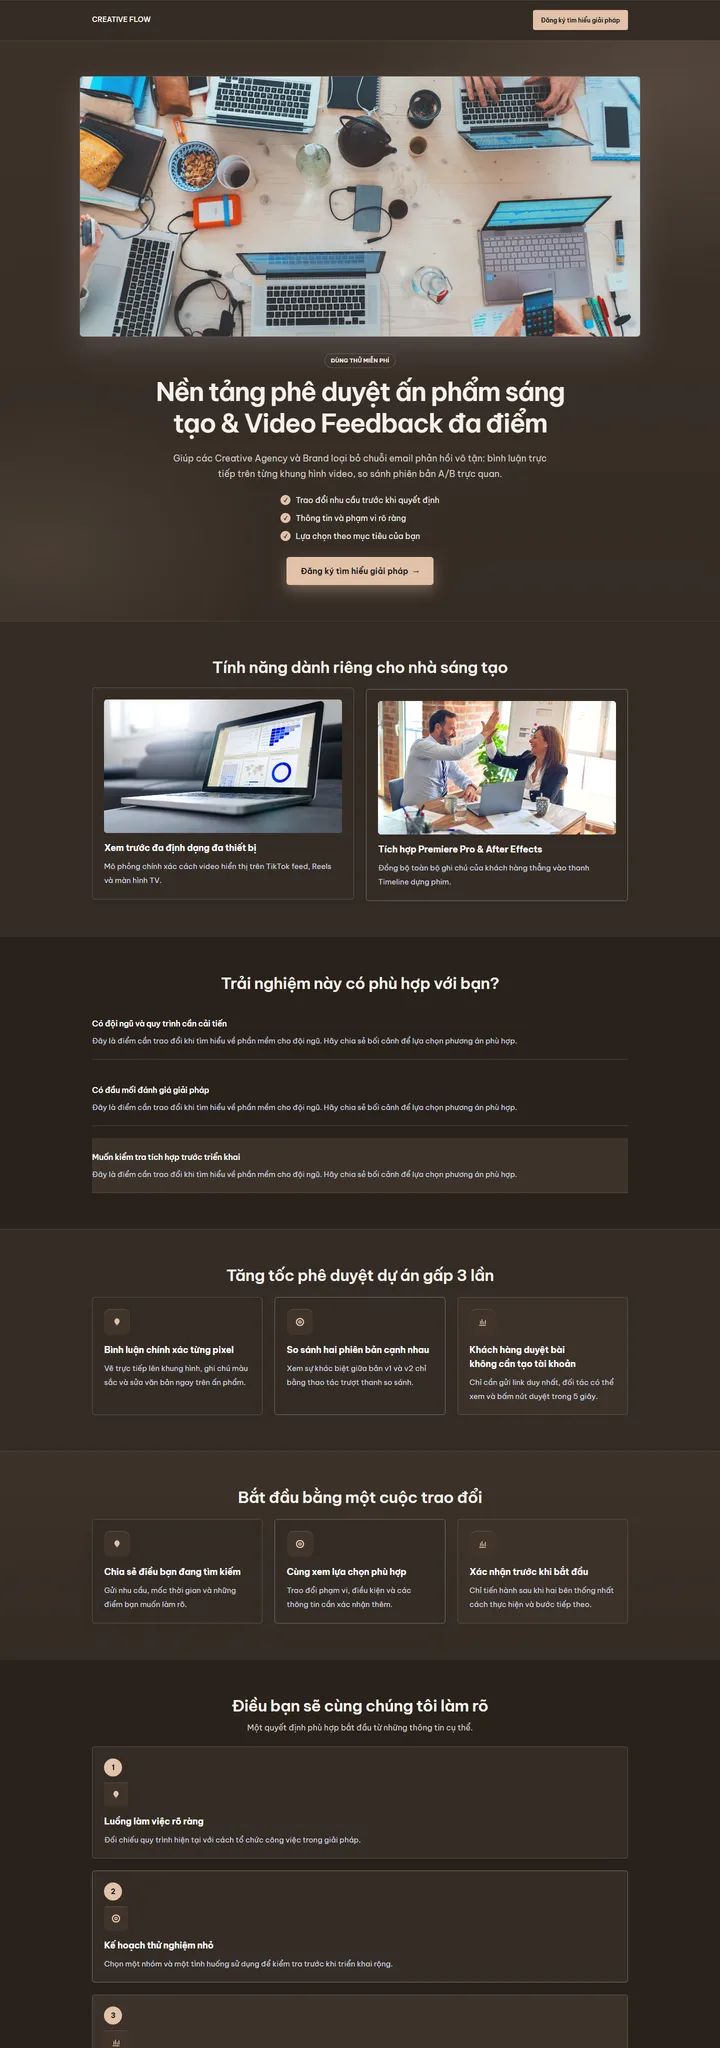 CREATIVE FLOW
Đăng ký tìm hiểu giải pháp
DÙNG THỬ MIỄN PHÍ
Nền tảng phê duyệt ấn phẩm sáng
tạo & Video Feedback đa điểm
Giúp các Creative Agency và Brand loại bỏ chuỗi email phản hồi vô tận: bình luận trực
tiếp trên từng khung hình video, so sánh phiên bản A/B trực quan.
Trao đổi nhu cầu trước khi quyết định
Thông tin và phạm vi rõ ràng
Lựa chọn theo mục tiêu của bạn
Đăng ký tìm hiểu giải pháp →
Tính năng dành riêng cho nhà sáng tạo
Xem trước đa định dạng đa thiết bị
Mô phỏng chính xác cách video hiển thị trên TikTok feed, Reels
và màn hình TV.
Tích hợp Premiere Pro & After Effects
Đồng bộ toàn bộ ghi chú của khách hàng thẳng vào thanh
Timeline dựng phim.
Trải nghiệm này có phù hợp với bạn?
Có đội ngũ và quy trình cần cải tiến
Đây là điểm cần trao đổi khi tìm hiểu về phần mềm cho đội ngũ. Hãy chia sẻ bối cảnh để lựa chọn phương án phù hợp.
Có đầu mối đánh giá giải pháp
Đây là điểm cần trao đổi khi tìm hiểu về phần mềm cho đội ngũ. Hãy chia sẻ bối cảnh để lựa chọn phương án phù hợp.
Muốn kiểm tra tích hợp trước triển khai
Đây là điểm cần trao đổi khi tìm hiểu về phần mềm cho đội ngũ. Hãy chia sẻ bối cảnh để lựa chọn phương án phù hợp.
Tăng tốc phê duyệt dự án gấp 3 lần
Bình luận chính xác từng pixel
Vẽ trực tiếp lên khung hình, ghi chú màu
sắc và sửa văn bản ngay trên ấn phẩm.
So sánh hai phiên bản cạnh nhau
Xem sự khác biệt giữa bản v1 và v2 chỉ
bằng thao tác trượt thanh so sánh.
Khách hàng duyệt bài
không cần tạo tài khoản
Chỉ cần gửi link duy nhất, đối tác có thể
xem và bấm nút duyệt trong 5 giây.
Bắt đầu bằng một cuộc trao đổi
Chia sẻ điều bạn đang tìm kiếm
Gửi nhu cầu, mốc thời gian và những
điểm bạn muốn làm rõ.
Cùng xem lựa chọn phù hợp
Trao đổi phạm vi, điều kiện và các
thông tin cần xác nhận thêm.
Xác nhận trước khi bắt đầu
Chỉ tiến hành sau khi hai bên thống nhất
cách thực hiện và bước tiếp theo.
Điều bạn sẽ cùng chúng tôi làm rõ
Một quyết định phù hợp bắt đầu từ những thông tin cụ thể.
1
Luồng làm việc rõ ràng
Đối chiếu quy trình hiện tại với cách tổ chức công việc trong giải pháp.
2
Kế hoạch thử nghiệm nhỏ
Chọn một nhóm và một tình huống sử dụng để kiểm tra trước khi triển khai rộng.
3